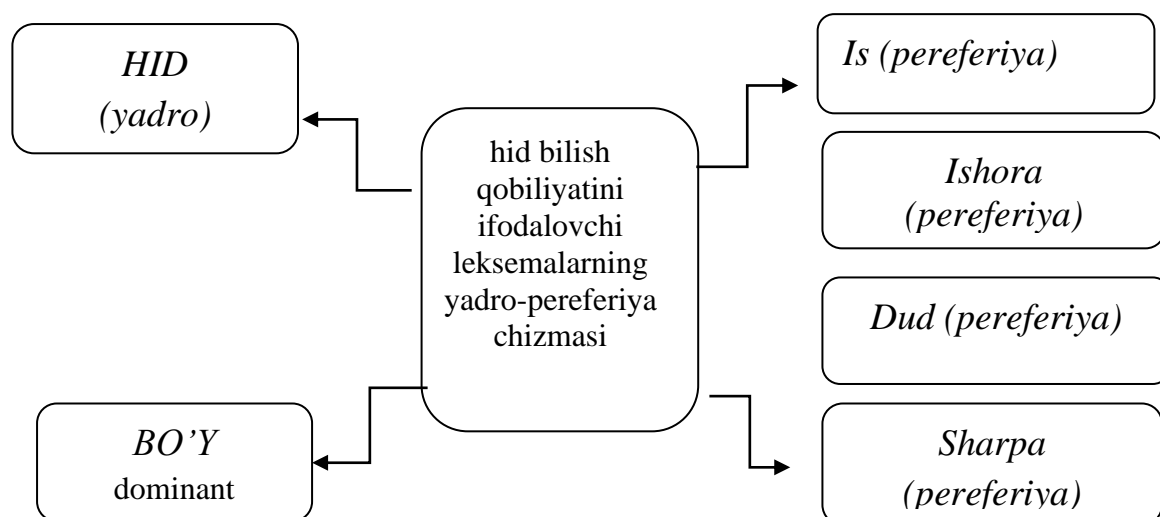 HID
(yadro)
BO’Y
dominant
hid bilish
qobiliyatini
ifodalovchi
leksemalarning
yadro-pereferiya
chizmasi
Is (pereferiya)
Ishora
(pereferiya)
Dud (pereferiya)
Sharpa
(pereferiya)